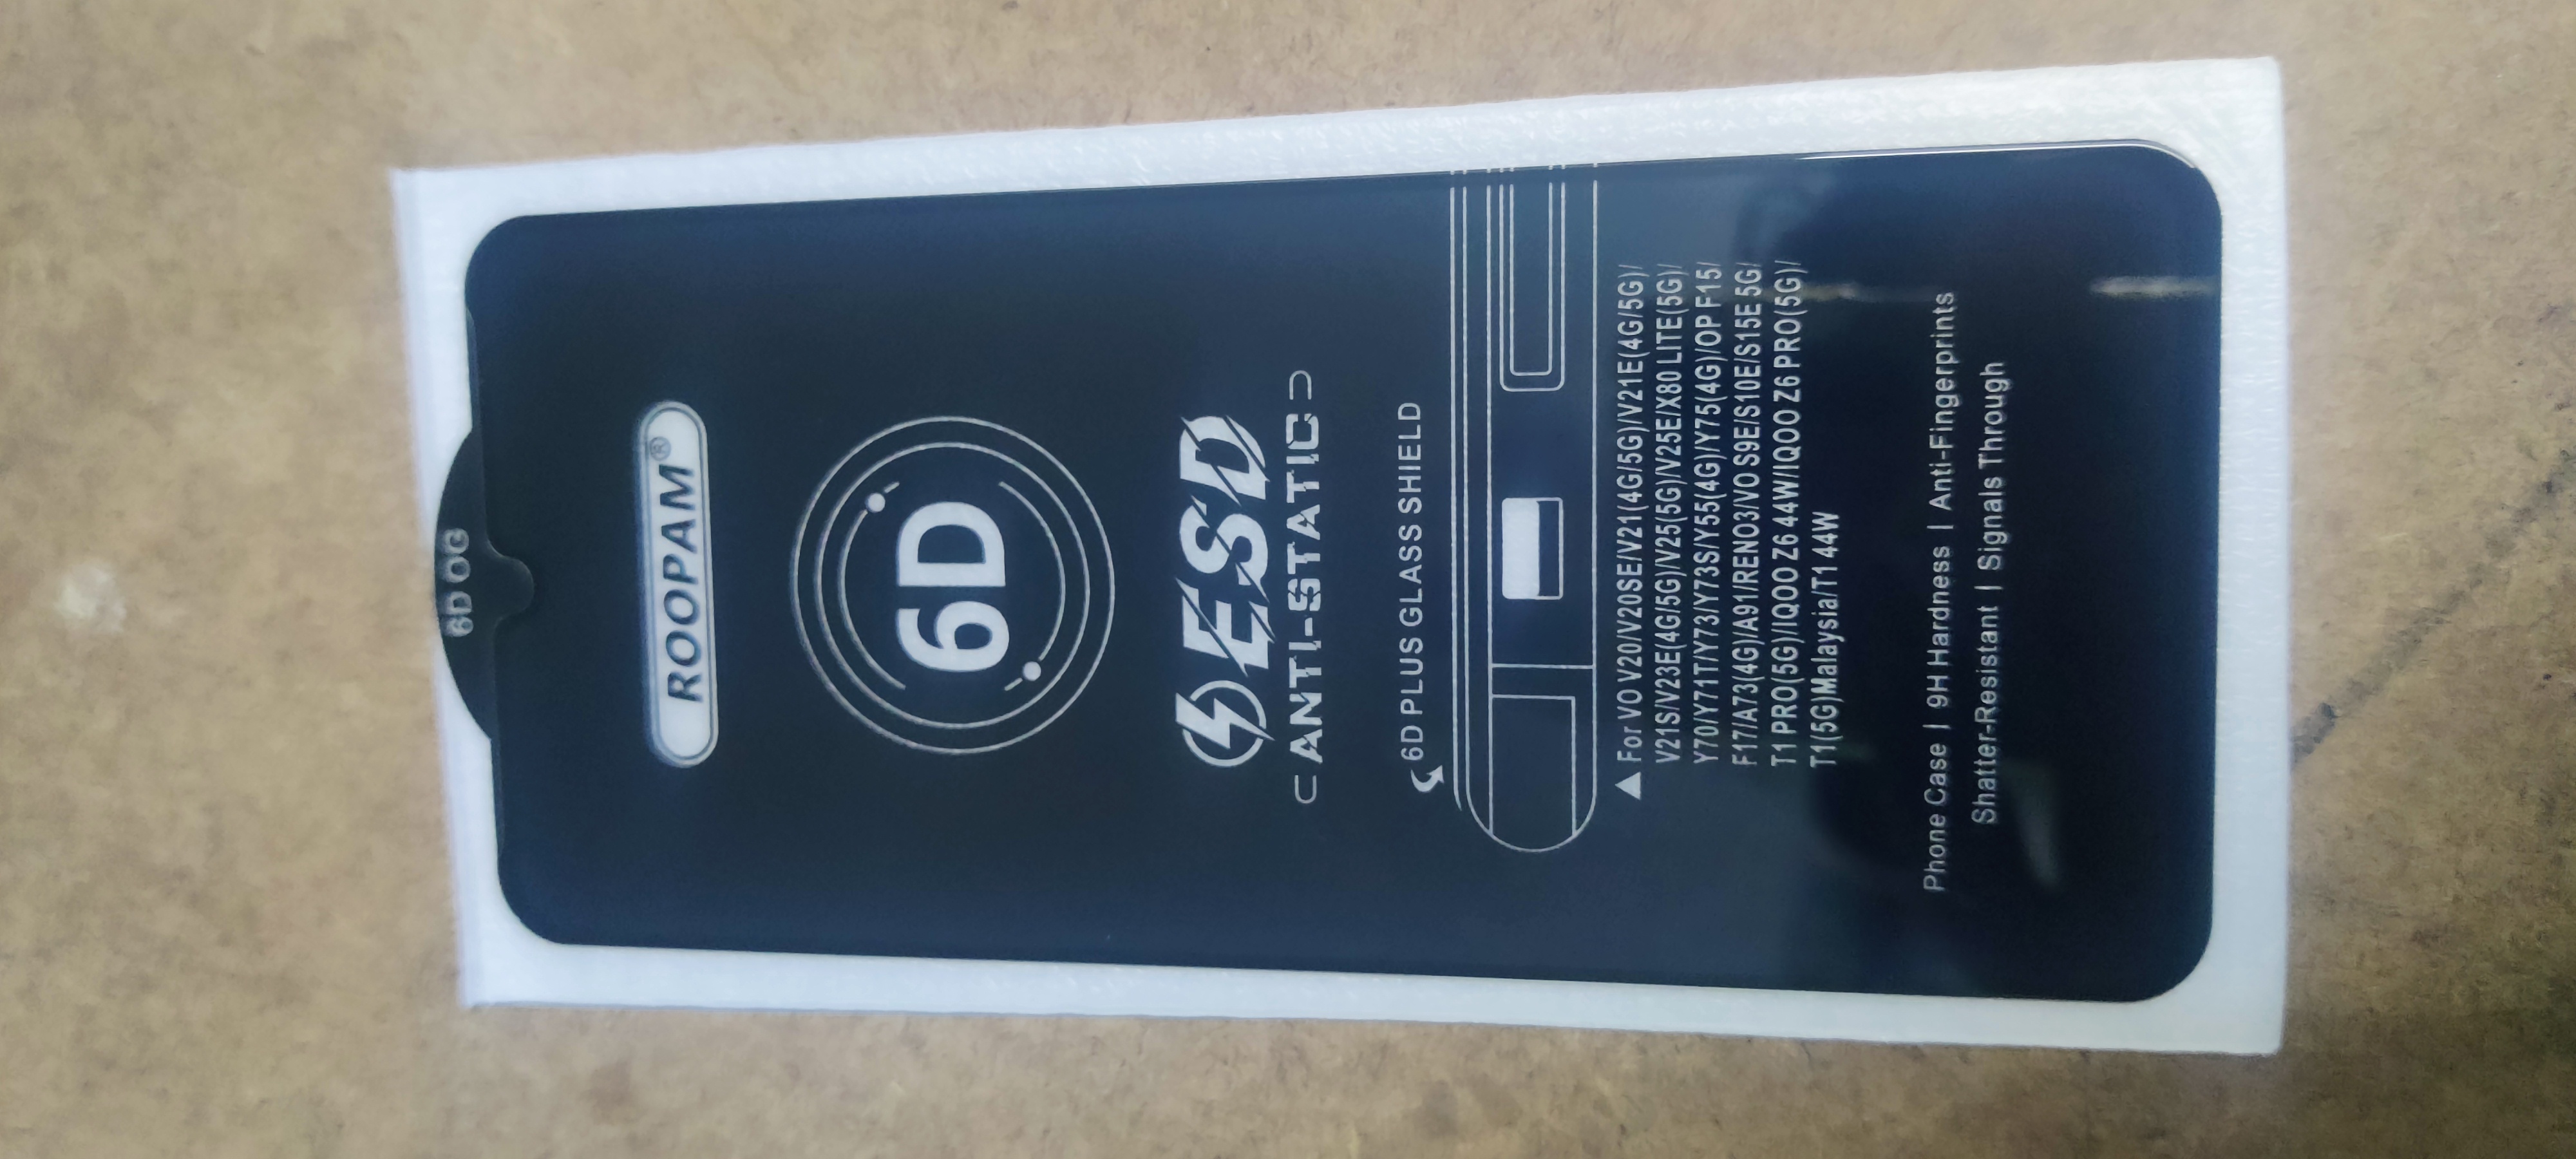 6D OG
ROOPAM®
6D
ESD
ANTI-STATIC
6D PLUS GLASS SHIELD
For VO V20/V20SE/V21(4G/5G)/V21E(4G/5G)/
V21S/V23E(4G/5G)/V25(5G)/V25E/X80 LITE(5G)/
Y70/Y71T/Y73/Y73S/Y55(4G)/Y75(4G)/OP F15/
F17/A73(4G)/A91/RENO3/VO S9E/S10E/S15E 5G/
T1 PRO(5G)/IQOO Z6 44W/IQOO Z6 PRO(5G)/
T1(5G)Malaysia/T1 44W
Phone Case | 9H Hardness | Anti-Fingerprints
Shatter-Resistant | Signals Through